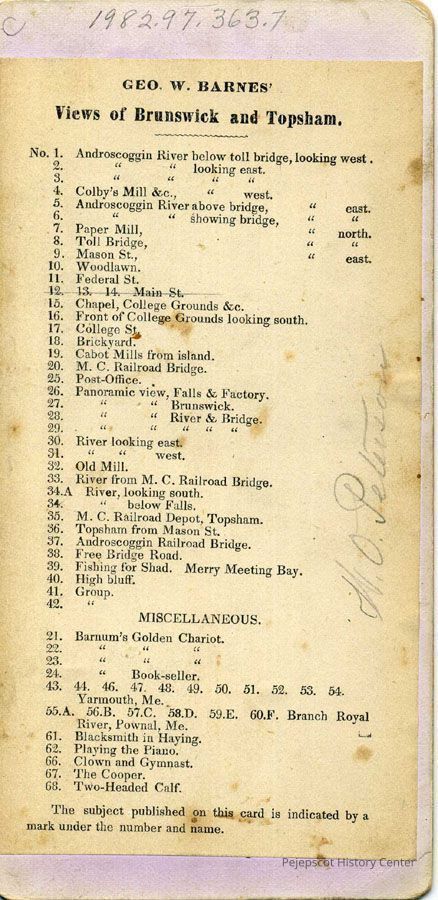 C 1982.97.363.7
GEO. W. BARNES'
Views of Brunswick and Topsham.
No. 1. Androscoggin River below toll bridge, looking west.
2. “ “ looking east.
3. “ “ “ “
4. Colby's Mill &c., “ west.
5. Androscoggin River above bridge, “ east.
6. “ “ showing bridge, “ “
7. Paper Mill, “ north.
8. Toll Bridge, “ “
9. Mason St., “ east.
10. Woodlawn.
11. Federal St.
12. 13. 14. Main St.
15. Chapel, College Grounds &c.
16. Front of College Grounds looking south.
17. College St.
18. Brickyard.
19. Cabot Mills from island.
20. M. C. Railroad Bridge.
25. Post-Office.
26. Panoramic view, Falls & Factory.
27. “ “ Brunswick.
28. “ “ River & Bridge.
29. “ “ “ “ “
30. River looking east.
31. “ “ west.
32. Old Mill.
33. River from M. C. Railroad Bridge.
34.A River, looking south.
34. “ below Falls.
35. M. C. Railroad Depot, Topsham.
36. Topsham from Mason St.
37. Androscoggin Railroad Bridge.
38. Free Bridge Road.
39. Fishing for Shad. Merry Meeting Bay.
40. High bluff.
41. Group.
42. “
MISCELLANEOUS.
21. Barnum's Golden Chariot.
22. “ “ “
23. “ “ “
24. “ Book-seller.
43. 44. 46. 47. 48. 49. 50. 51. 52. 53. 54.
Yarmouth, Me.
55.A. 56.B. 57.C. 58.D. 59.E. 60.F. Branch Royal
River, Pownal, Me.
61. Blacksmith in Haying.
62. Playing the Piano.
66. Clown and Gymnast.
67. The Cooper.
68. Two-Headed Calf.
The subject published on this card is indicated by a
mark under the number and name.
Peterson
Pejepscot History Center